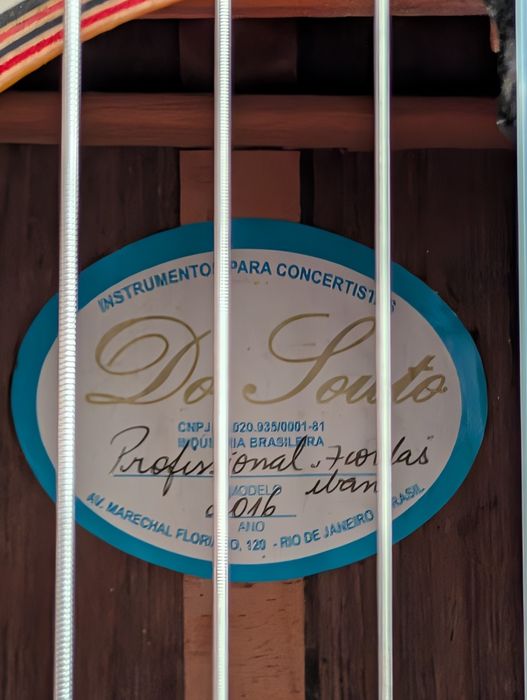 INSTRUMENTOS PARA CONCERTISTAS
Do Souto
CNPJ 020.935/0001-81
INDÚSTRIA BRASILEIRA
Profissional 7 cordas
MODELO
2016
ANO
AV. MARECHAL FLORIANO, 120 - RIO DE JANEIRO BRASIL